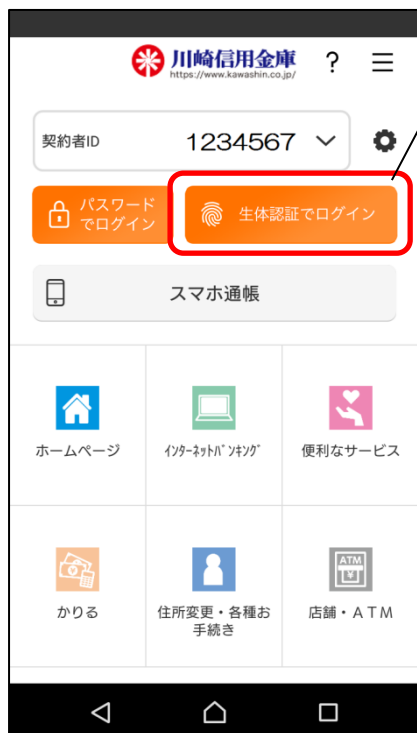 川崎信用金庫
https://www.kawashin.co.jp/
?
契約者ID
1234567
パスワード
でログイン
生体認証でログイン
スマホ通帳
ホームページ
インターネットバンキング
便利なサービス
ATM
かりる
住所変更・各種お
手続き
店舗・ＡＴＭ